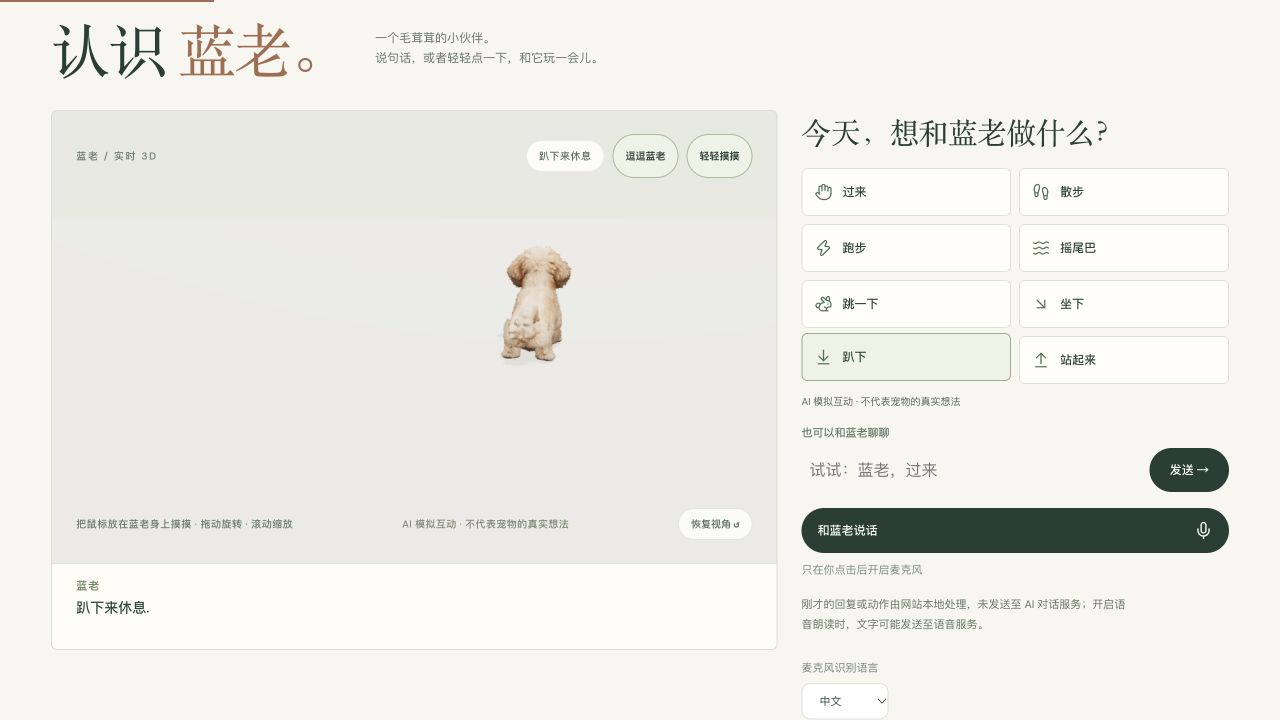 认识 蓝老。
一个毛茸茸的小伙伴。
说句话，或者轻轻点一下，和它玩一会儿。
蓝老 / 实时 3D
趴下来休息
逗逗蓝老
轻轻摸摸
把鼠标放在蓝老身上摸摸 · 拖动旋转 · 滚动缩放
AI 模拟互动 · 不代表宠物的真实想法
恢复视角 ↺
蓝老
趴下来休息.
今天，想和蓝老做什么?
过来
散步
跑步
摇尾巴
跳一下
坐下
趴下
站起来
AI 模拟互动 · 不代表宠物的真实想法
也可以和蓝老聊聊
试试：蓝老，过来
发送 →
和蓝老说话
只在你点击后开启麦克风
刚才的回复或动作由网站本地处理，未发送至 AI 对话服务；开启语
音朗读时，文字可能发送至语音服务。
麦克风识别语言
中文